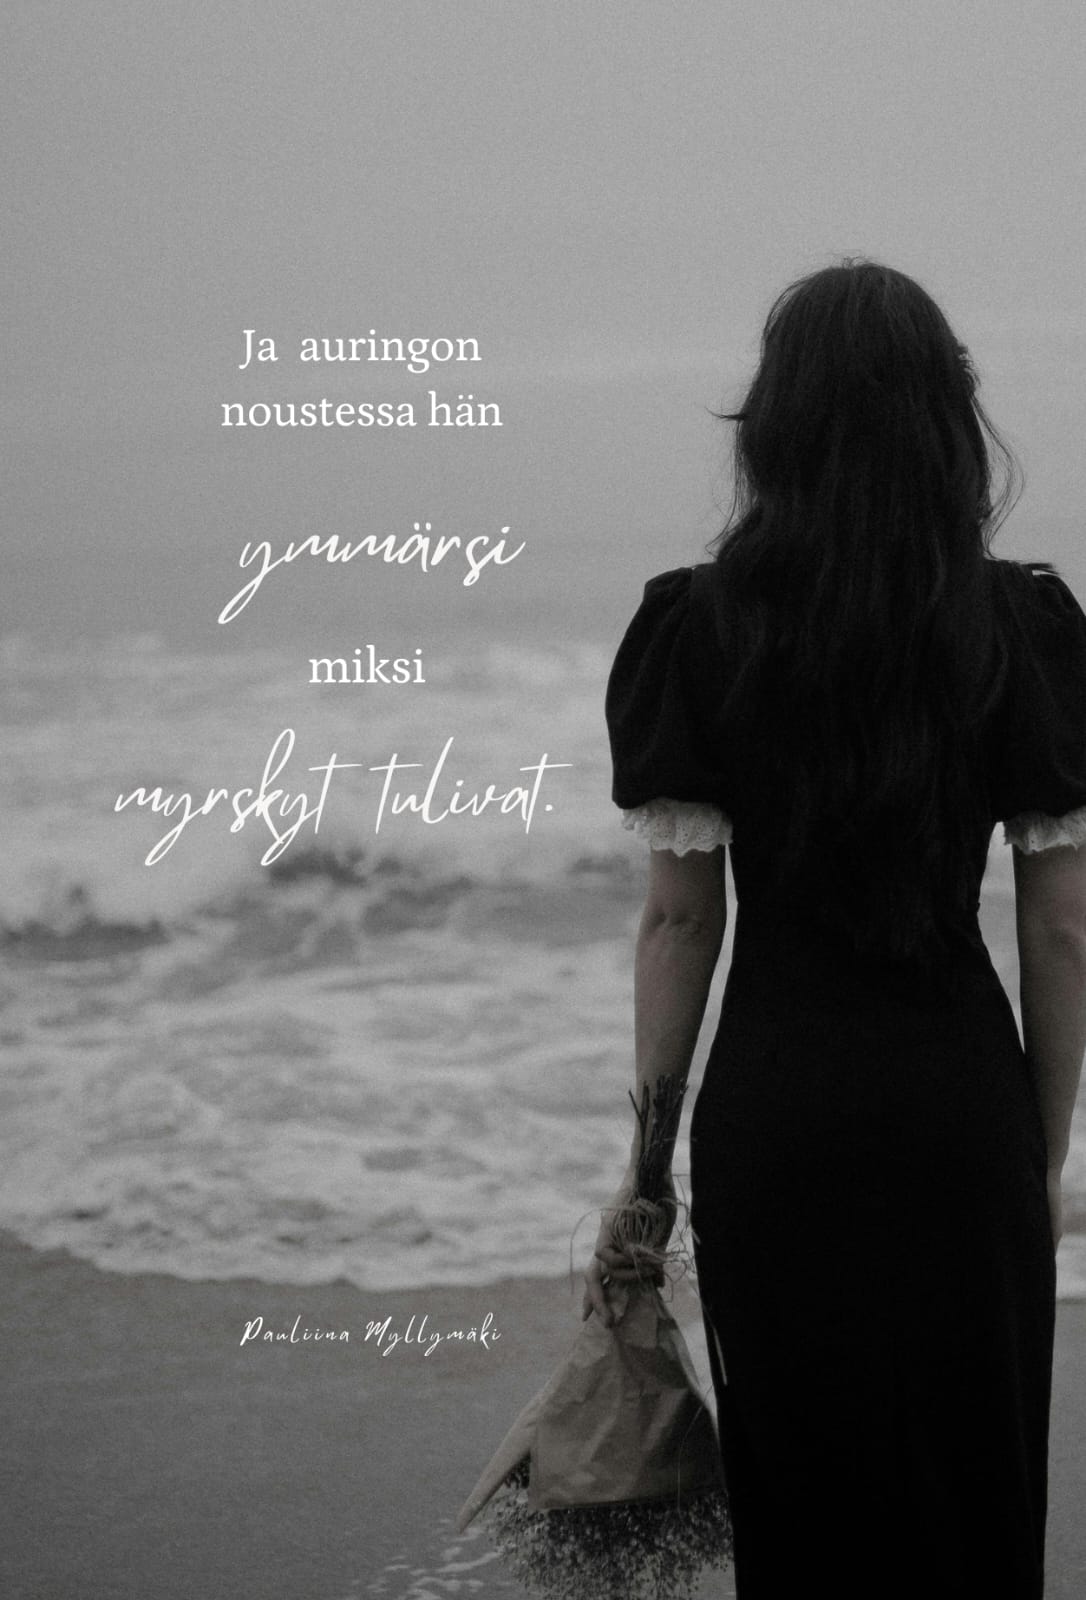 Ja auringon
noustessa hän
ymmärsi
miksi
myrskyt tulivat.
Pauliina Myllymäki